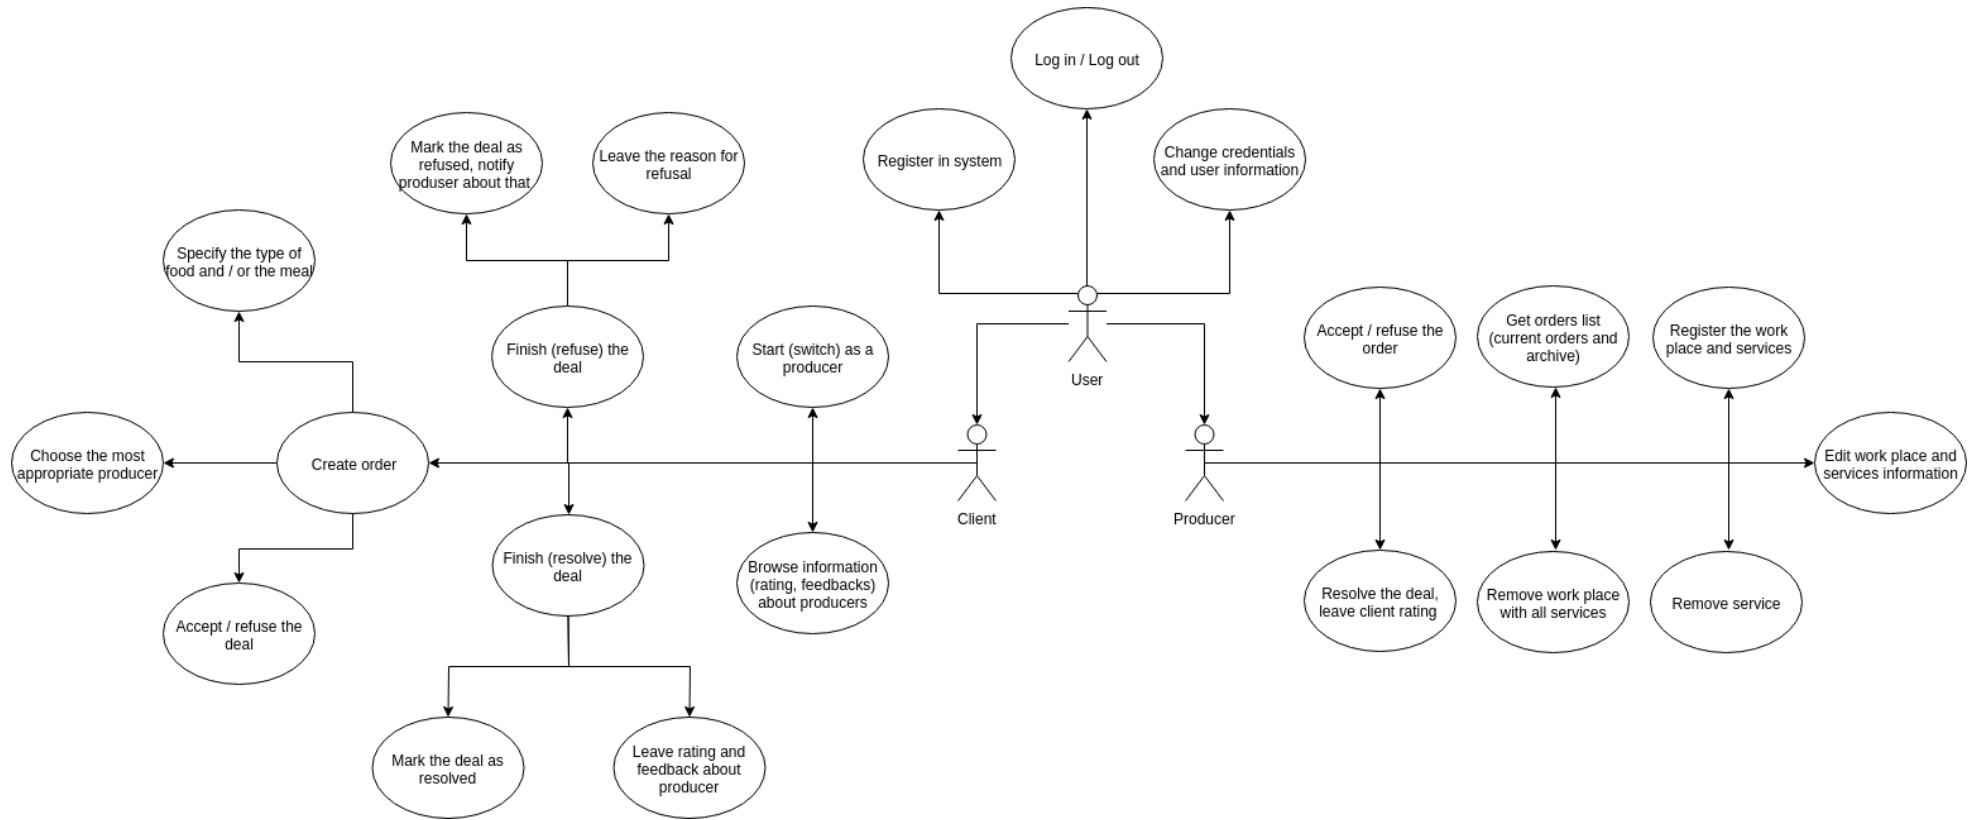 Log in / Log out
Register in system
Change credentials
and user information
Mark the deal as
refused, notify
produser about that
Leave the reason for
refusal
Specify the type of
food and / or the meal
Finish (refuse) the
deal
Start (switch) as a
producer
User
Accept / refuse the
order
Get orders list
(current orders and
archive)
Register the work
place and services
Choose the most
appropriate producer
Create order
Client
Producer
Edit work place and
services information
Finish (resolve) the
deal
Browse information
(rating, feedbacks)
about producers
Resolve the deal,
leave client rating
Remove work place
with all services
Remove service
Accept / refuse the
deal
Mark the deal as
resolved
Leave rating and
feedback about
producer